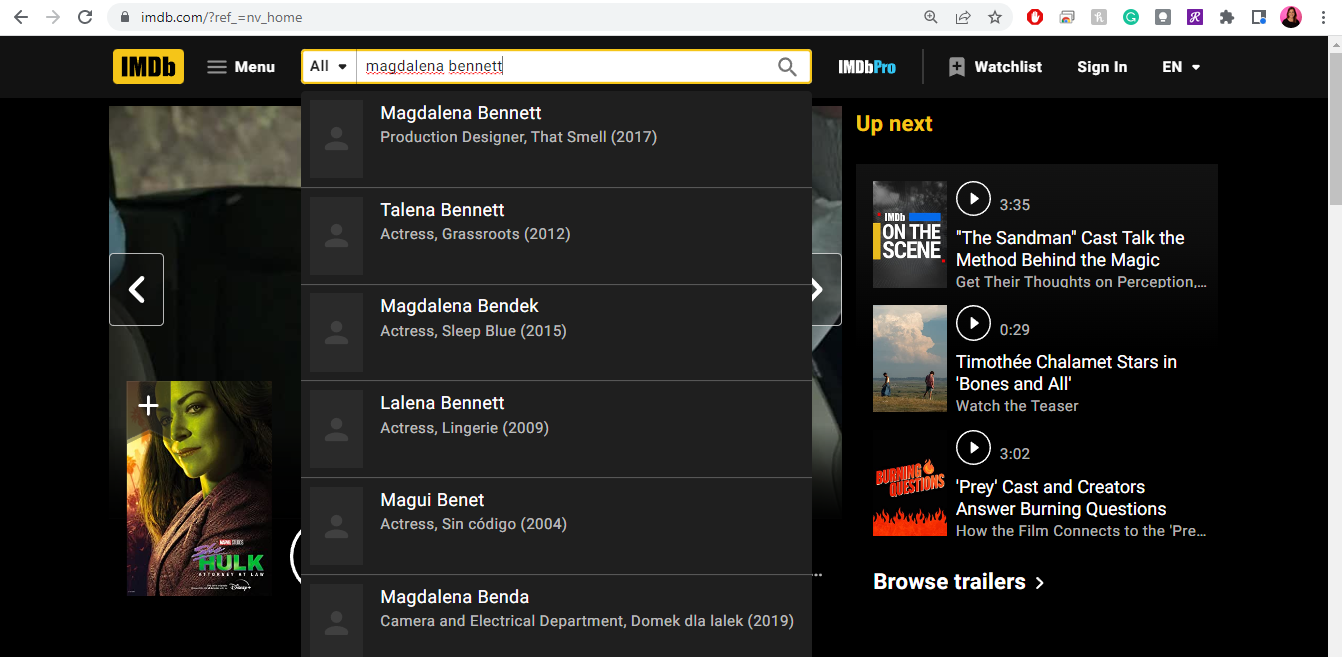 imdb.com/?ref_=nv_home
IMDb
Menu
All
magdalena bennett
IMDbPro
Watchlist
Sign In
EN
Magdalena Bennett
Production Designer, That Smell (2017)
Talena Bennett
Actress, Grassroots (2012)
Magdalena Bendek
Actress, Sleep Blue (2015)
Lalena Bennett
Actress, Lingerie (2009)
Magui Benet
Actress, Sin código (2004)
Magdalena Benda
Camera and Electrical Department, Domek dla lalek (2019)
MARVEL STUDIOS
She
HULK
ATTORNEY AT LAW
Disney+
...
Up next
IMDb
ON THE
SCENE
3:35
"The Sandman" Cast Talk the
Method Behind the Magic
Get Their Thoughts on Perception,...
0:29
Timothée Chalamet Stars in
'Bones and All'
Watch the Teaser
BURNING
QUESTIONS
3:02
'Prey' Cast and Creators
Answer Burning Questions
How the Film Connects to the 'Pre...
Browse trailers